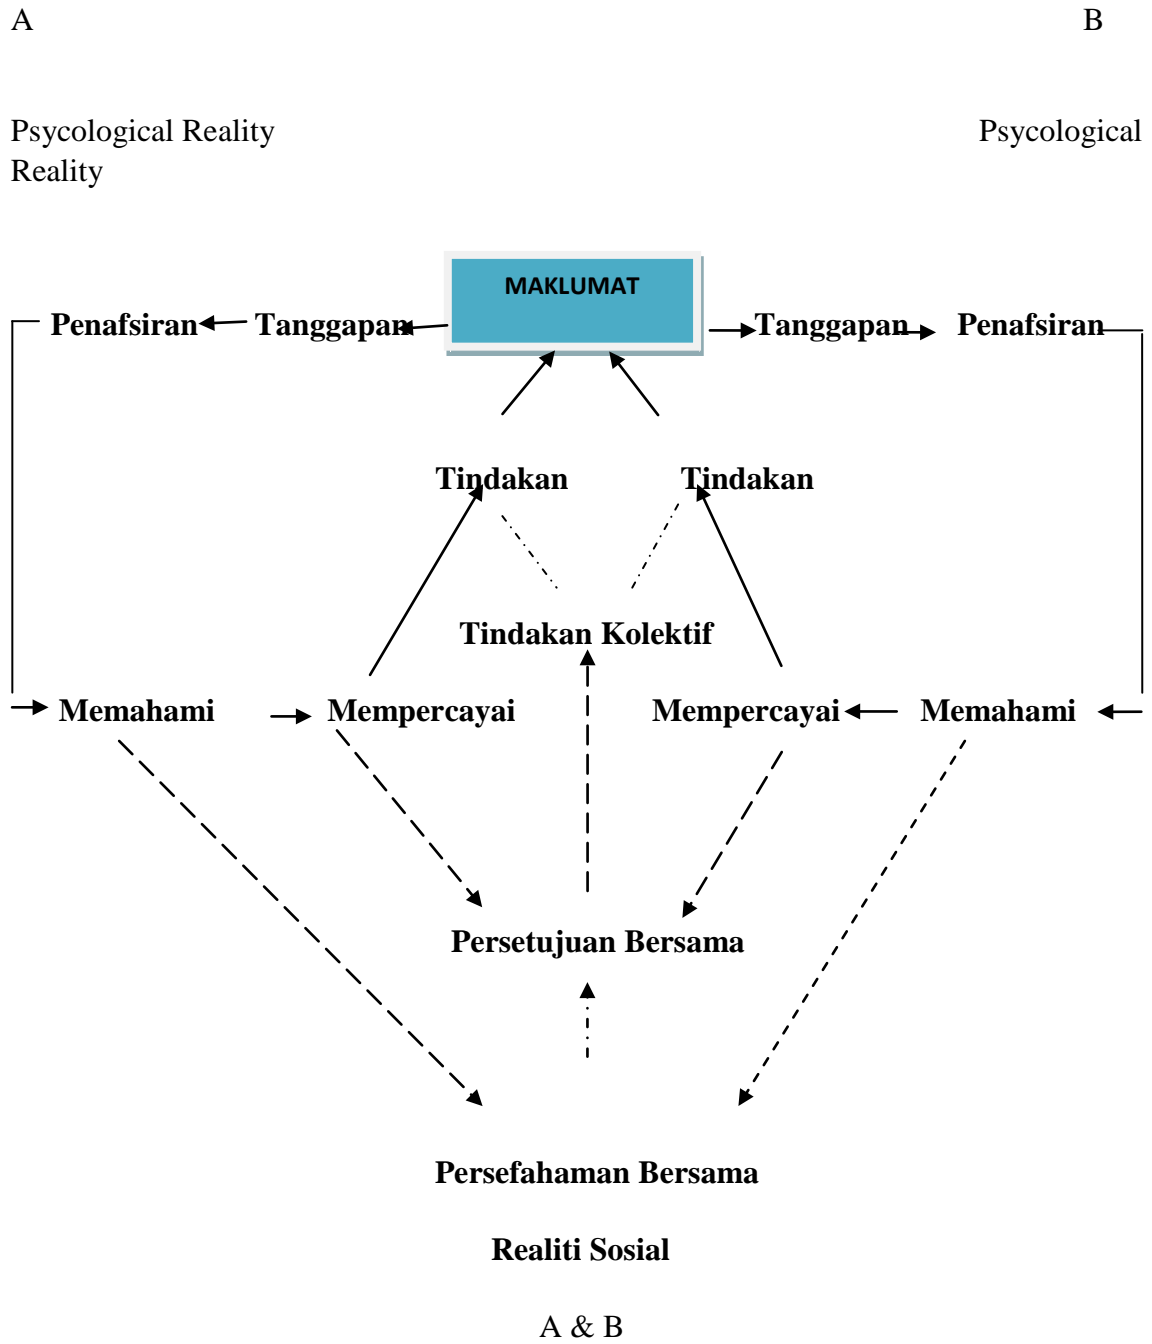 A B
Psycological Reality Psycological
Reality
MAKLUMAT
Penafsiran Tanggapan Tanggapan Penafsiran
Tindakan Tindakan
Tindakan Kolektif
Memahami Mempercayai Mempercayai Memahami
Persetujuan Bersama
Persefahaman Bersama
Realiti Sosial
A & B